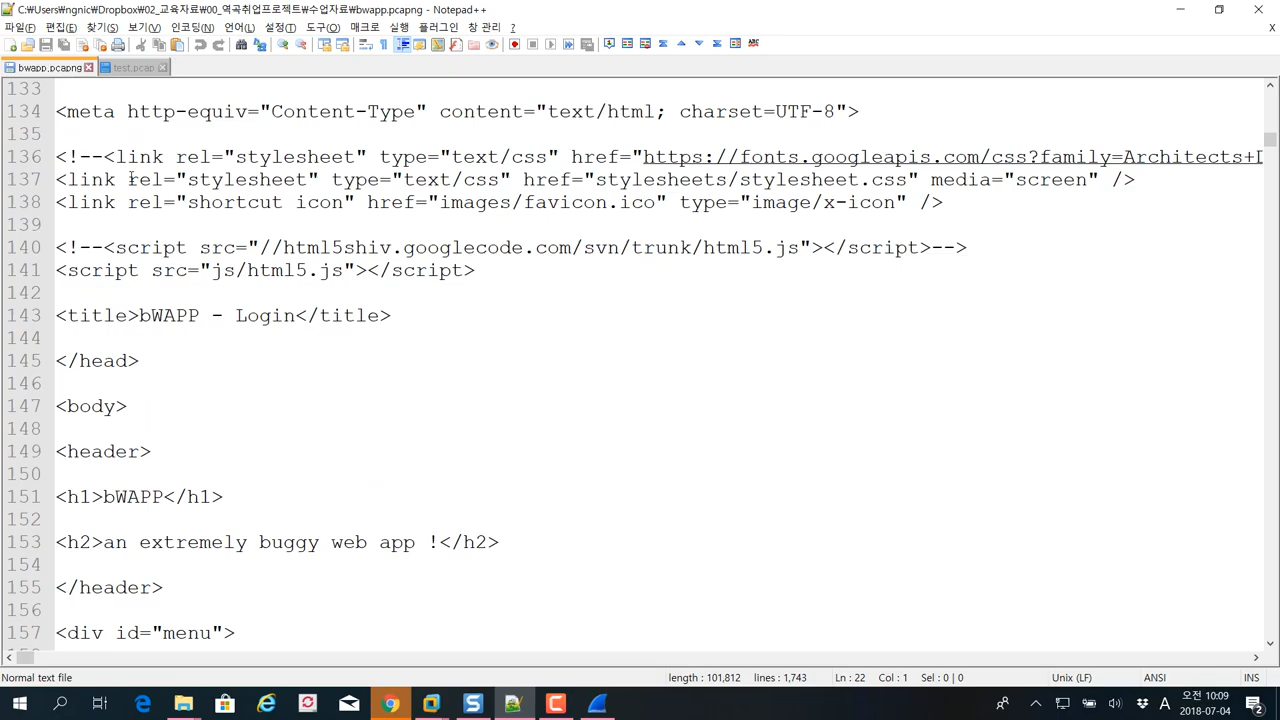 C:₩Users₩ngnic₩Dropbox₩02_교육자료₩00_역곡취업프로젝트₩수업자료₩bwapp.pcapng - Notepad++
파일(F) 편집(E) 찾기(S) 보기(V) 인코딩(N) 언어(L) 설정(T) 도구(O) 매크로 실행 플러그인 창 관리 ?
bwapp.pcapng test.pcap
133
134 <meta http-equiv="Content-Type" content="text/html; charset=UTF-8">
135
136 <!--<link rel="stylesheet" type="text/css" href="https://fonts.googleapis.com/css?family=Architects+D
137 <link rel="stylesheet" type="text/css" href="stylesheets/stylesheet.css" media="screen" />
138 <link rel="shortcut icon" href="images/favicon.ico" type="image/x-icon" />
139
140 <!--<script src="//html5shiv.googlecode.com/svn/trunk/html5.js"></script>-->
141 <script src="js/html5.js"></script>
142
143 <title>bWAPP - Login</title>
144
145 </head>
146
147 <body>
148
149 <header>
150
151 <h1>bWAPP</h1>
152
153 <h2>an extremely buggy web app !</h2>
154
155 </header>
156
157 <div id="menu">
Normal text file length : 101,812 lines : 1,743 Ln : 22 Col : 1 Sel : 0 | 0 Unix (LF) ANSI INS
A 오전 10:09
2018-07-04
2